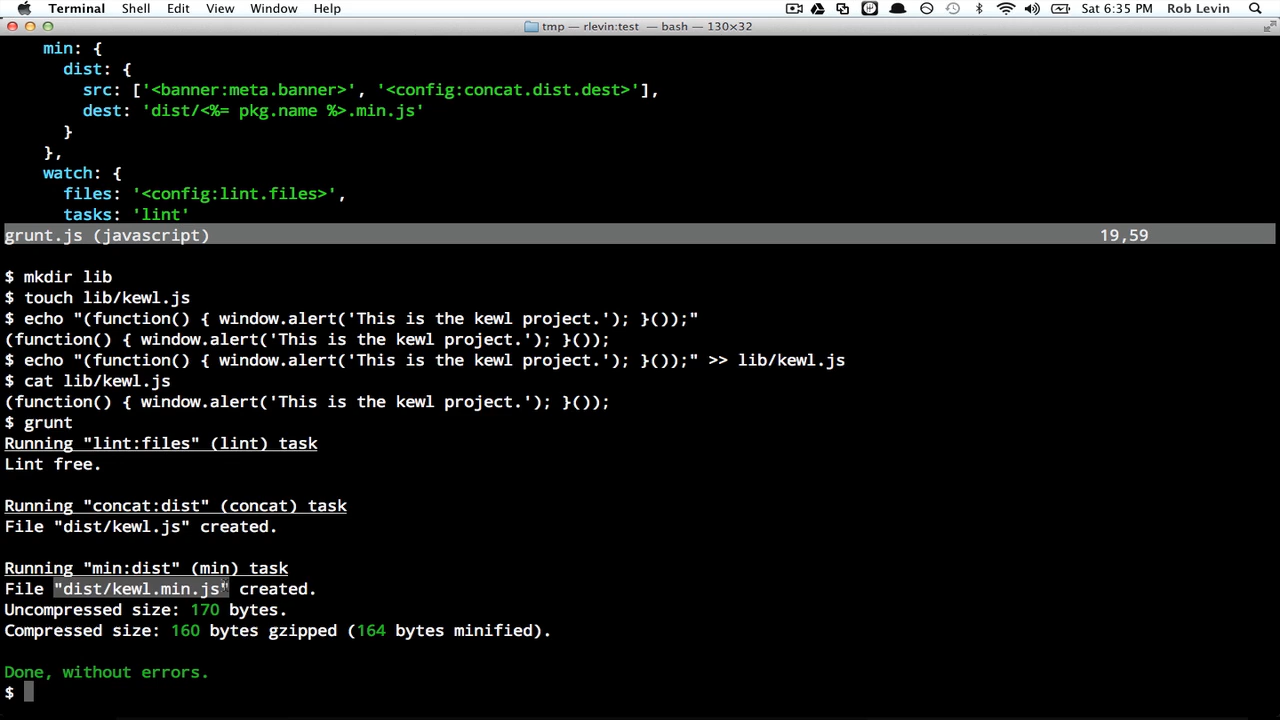 Terminal Shell Edit View Window Help Sat 6:35 PM Rob Levin
tmp — rlevin:test — bash — 130×32
min: {
dist: {
src: ['<banner:meta.banner>', '<config:concat.dist.dest>'],
dest: 'dist/<%= pkg.name %>.min.js'
}
},
watch: {
files: '<config:lint.files>',
tasks: 'lint'
grunt.js (javascript) 19,59
$ mkdir lib
$ touch lib/kewl.js
$ echo "(function() { window.alert('This is the kewl project.'); }());"
(function() { window.alert('This is the kewl project.'); }());
$ echo "(function() { window.alert('This is the kewl project.'); }());" >> lib/kewl.js
$ cat lib/kewl.js
(function() { window.alert('This is the kewl project.'); }());
$ grunt
Running "lint:files" (lint) task
Lint free.
Running "concat:dist" (concat) task
File "dist/kewl.js" created.
Running "min:dist" (min) task
File "dist/kewl.min.js" created.
Uncompressed size: 170 bytes.
Compressed size: 160 bytes gzipped (164 bytes minified).
Done, without errors.
$